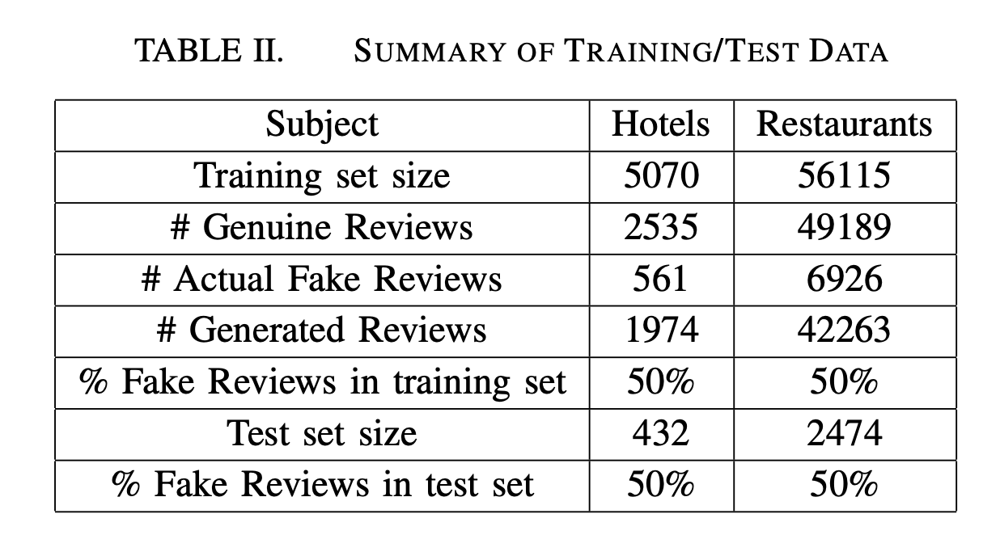 TABLE II. SUMMARY OF TRAINING/TEST DATA
Subject Hotels Restaurants
Training set size 5070 56115
# Genuine Reviews 2535 49189
# Actual Fake Reviews 561 6926
# Generated Reviews 1974 42263
% Fake Reviews in training set 50% 50%
Test set size 432 2474
% Fake Reviews in test set 50% 50%